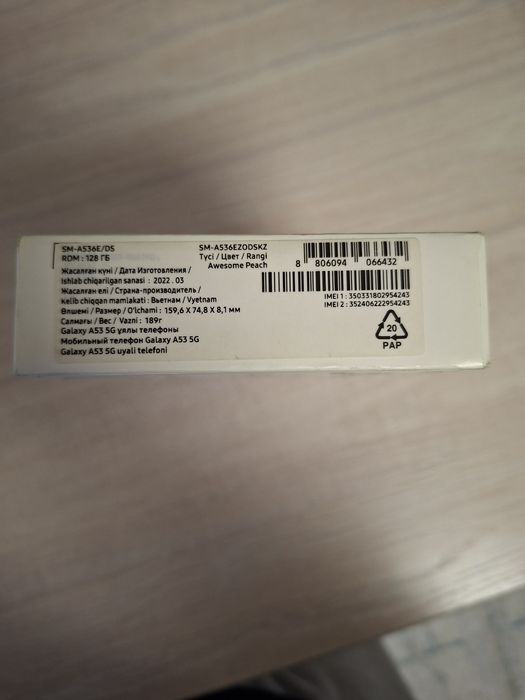 SM-A536E/DS
ROM : 128 ГБ
Жасалған күні / Дата Изготовления /
Ishlab chiqarilgan sanasi : 2022 . 03
Жасалған елі / Страна-производитель /
Kelib chiqqan mamlakati : Вьетнам / Vyetnam
Өлшемі / Размер / O'lchami : 159,6 X 74,8 X 8,1 мм
Салмағы / Вес / Vazni : 189г
Galaxy A53 5G ұялы телефоны
Мобильный телефон Galaxy A53 5G
Galaxy A53 5G uyali telefoni
SM-A536EZODSKZ
Түсі / Цвет / Rangi
Awesome Peach
8 806094 066432
IMEI 1 : 350331802954243
IMEI 2 : 352406222954243
20
PAP